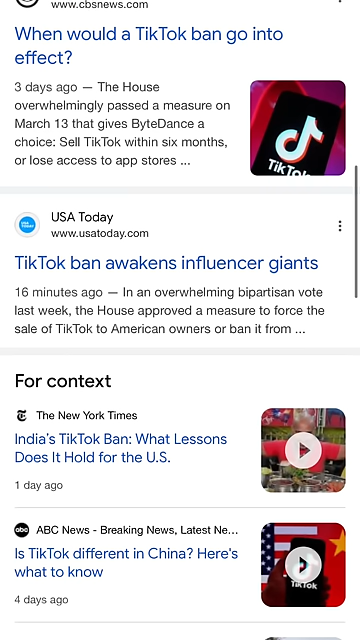 www.cbsnews.com
When would a TikTok ban go into
effect?
3 days ago — The House
overwhelmingly passed a measure on
March 13 that gives ByteDance a
choice: Sell TikTok within six months,
or lose access to app stores ...
TikTok
USA TODAY
USA Today
www.usatoday.com
TikTok ban awakens influencer giants
16 minutes ago — In an overwhelming bipartisan vote
last week, the House approved a measure to force the
sale of TikTok to American owners or ban it from ...
For context
The New York Times
India's TikTok Ban: What Lessons
Does It Hold for the U.S.
1 day ago
abc
ABC News - Breaking News, Latest Ne...
Is TikTok different in China? Here's
what to know
4 days ago
TikTok